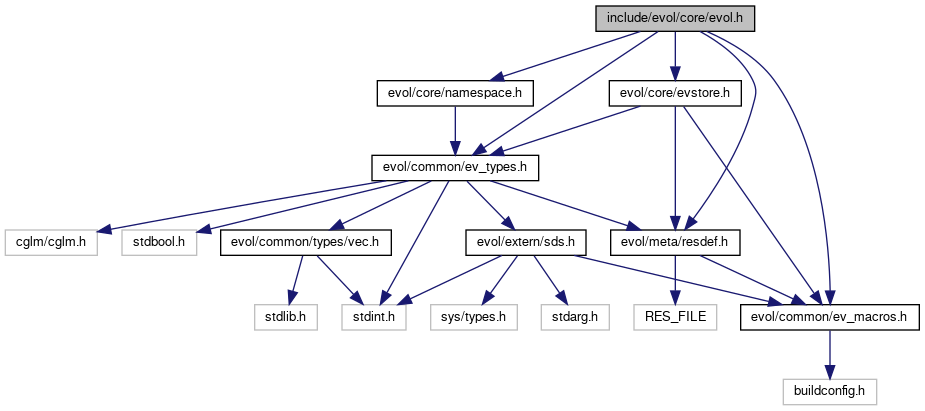 include/evol/core/evol.h
evol/core/namespace.h
evol/core/evstore.h
evol/common/ev_types.h
cglm/cglm.h
stdbool.h
evol/common/types/vec.h
evol/extern/sds.h
evol/meta/resdef.h
stdlib.h
stdint.h
sys/types.h
stdarg.h
RES_FILE
evol/common/ev_macros.h
buildconfig.h